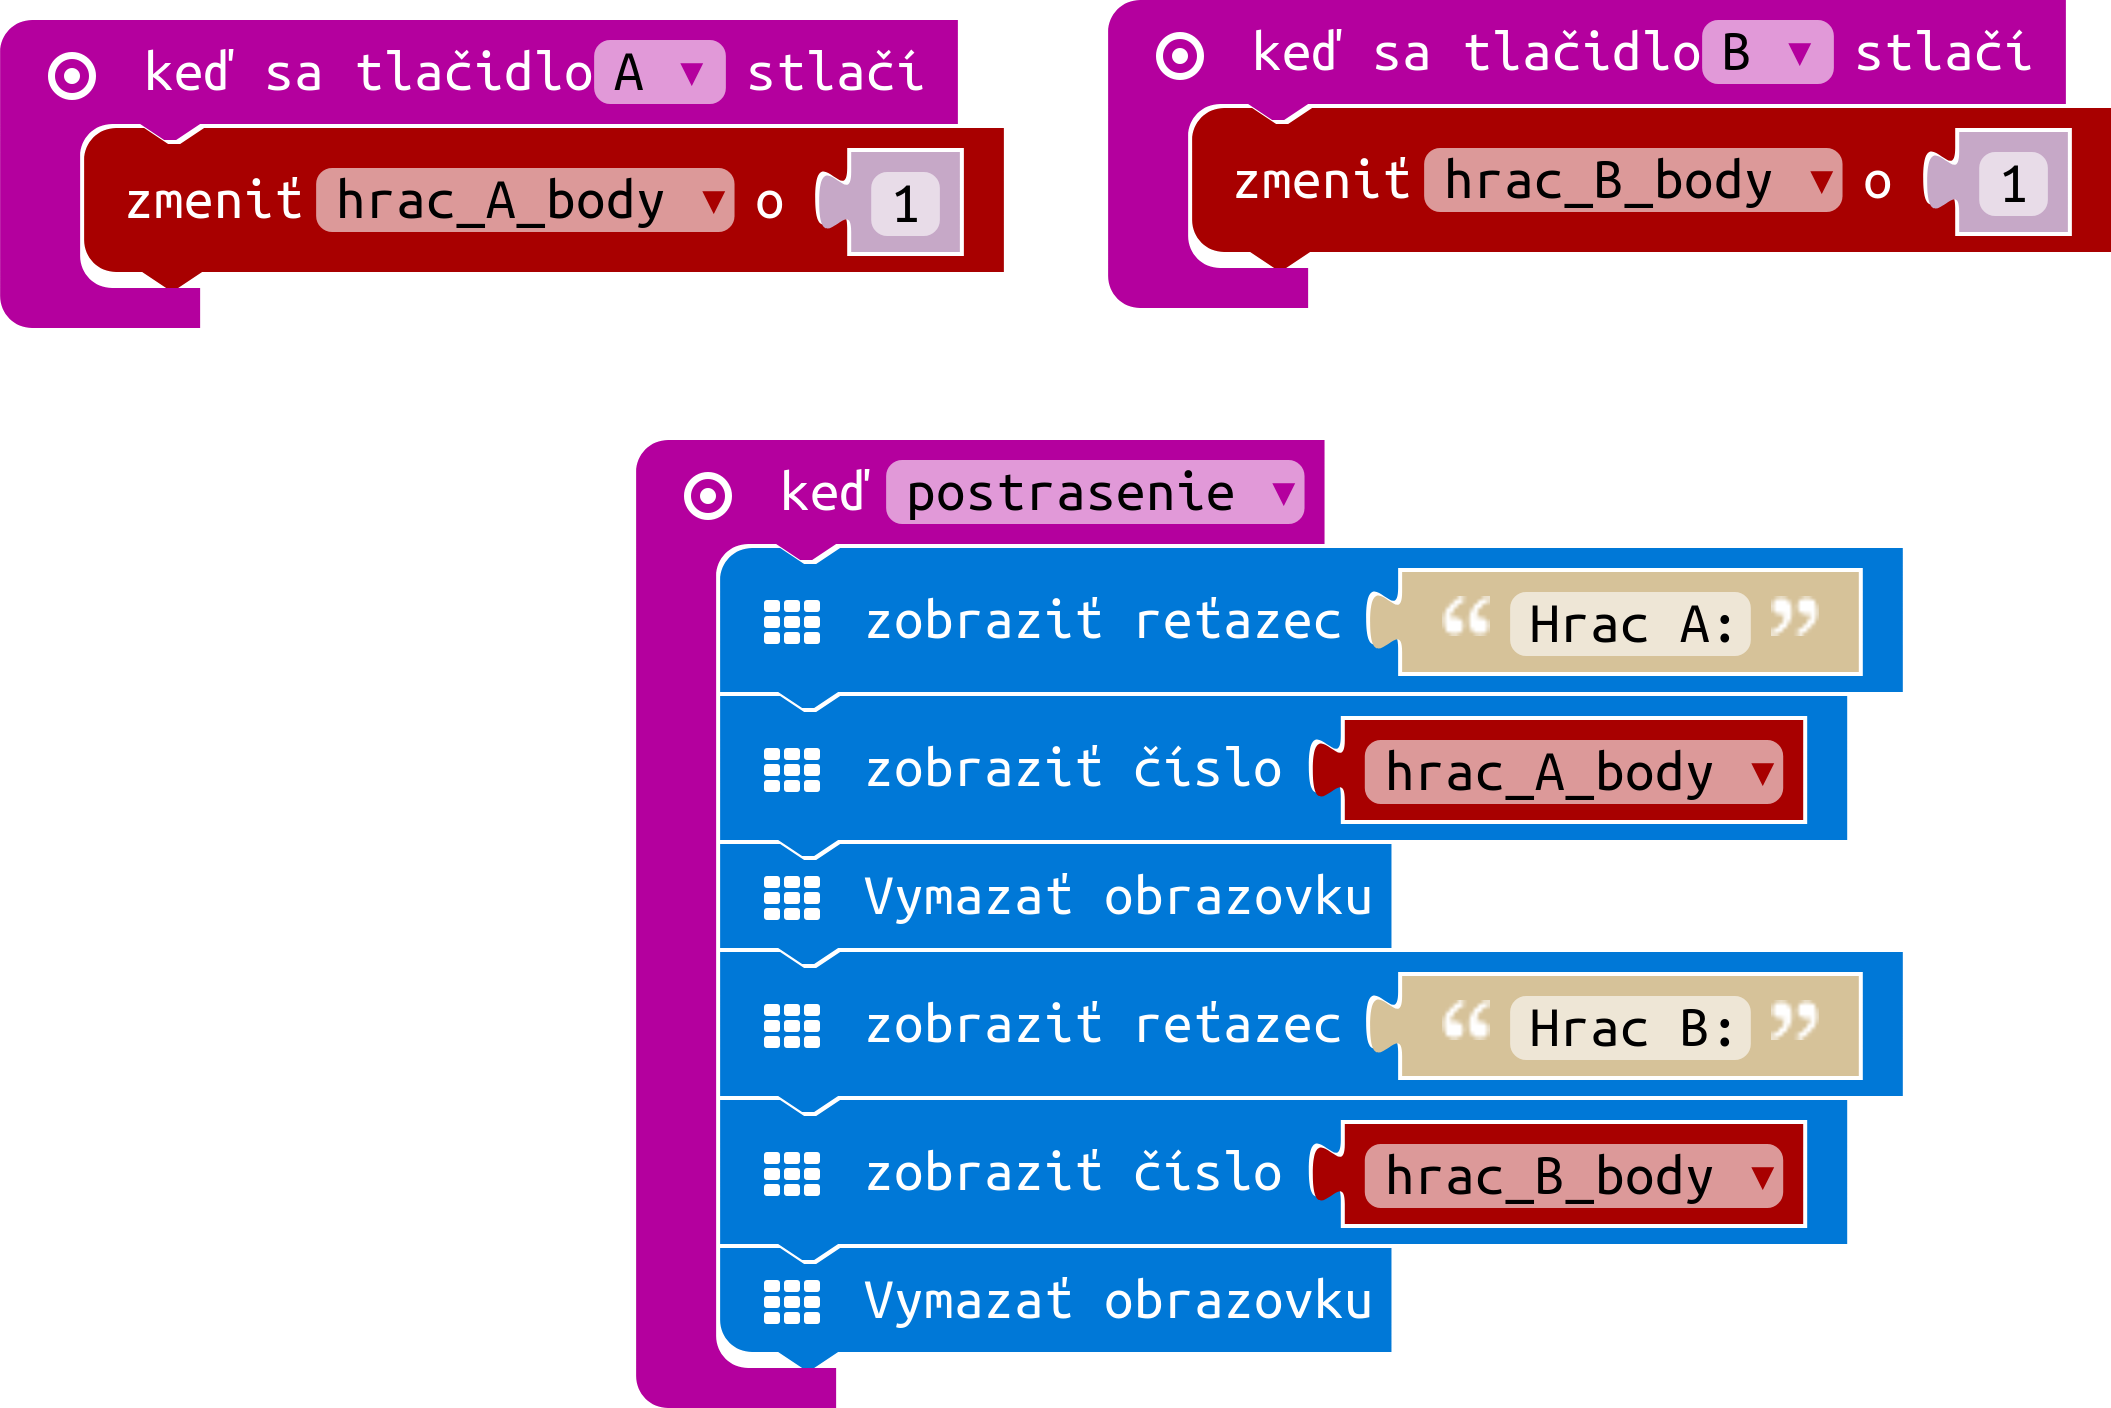 keď sa tlačidlo A ▼ stlačí
zmeniť hrac_A_body ▼ o 1
keď sa tlačidlo B ▼ stlačí
zmeniť hrac_B_body ▼ o 1
keď postrasenie ▼
zobraziť reťazec “ Hrac A: ”
zobraziť číslo hrac_A_body ▼
Vymazať obrazovku
zobraziť reťazec “ Hrac B: ”
zobraziť číslo hrac_B_body ▼
Vymazať obrazovku